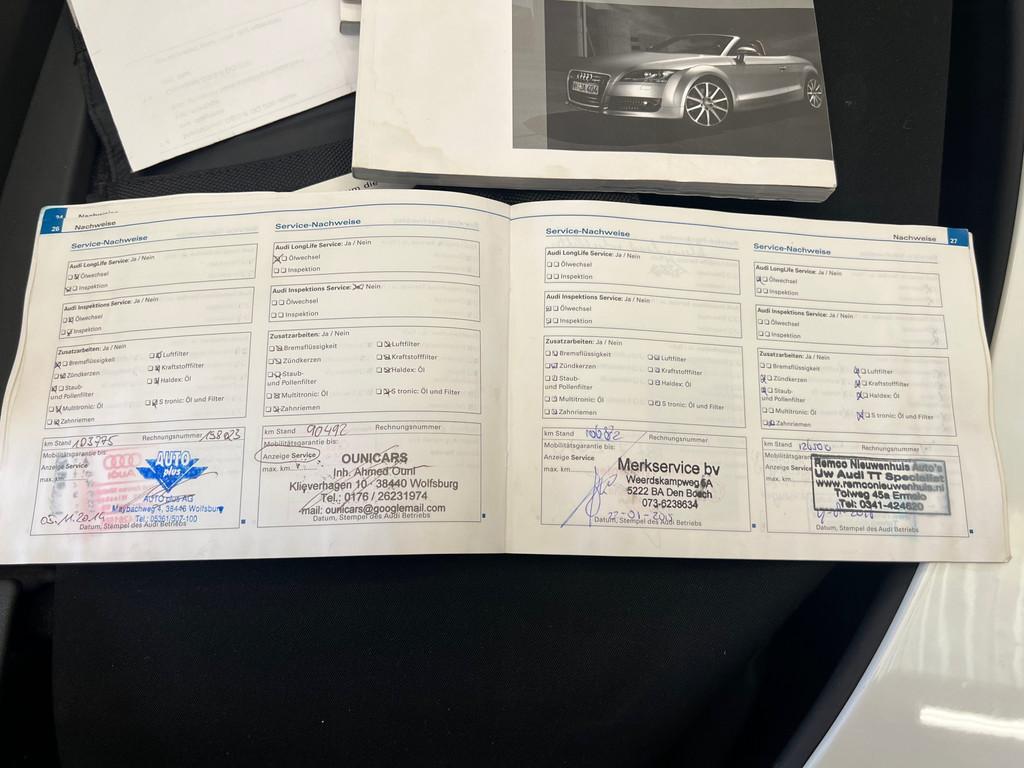 um die
24 Nachweise
26 Nachweise
Service-Nachweise
Audi LongLife Service: Ja / Nein
Ölwechsel
Inspektion
Audi Inspektions Service: Ja / Nein
Ölwechsel
Inspektion
Zusatzarbeiten: Ja / Nein
Bremsflüssigkeit
Luftfilter
Zündkerzen
Kraftstofffilter
Staub-
und Pollenfilter
Haldex: Öl
Multitronic: Öl
S tronic: Öl und Filter
Zahnriemen
km Stand 103775 Rechnungsnummer 158023
Mobilitätsgarantie bis:
Anzeige Service
max. km
AUTO
plus
AUTO plus AG
Maybachweg 4, 38446 Wolfsburg
Tel.: 05361/507-100
05.11.2014
Service-Nachweise
Audi LongLife Service: Ja / Nein
Ölwechsel
Inspektion
Audi Inspektions Service: Ja / Nein
Ölwechsel
Inspektion
Zusatzarbeiten: Ja / Nein
Bremsflüssigkeit
Luftfilter
Zündkerzen
Kraftstofffilter
Staub-
und Pollenfilter
Haldex: Öl
Multitronic: Öl
S tronic: Öl und Filter
Zahnriemen
km Stand 90492 Rechnungsnummer
Mobilitätsgarantie bis:
Anzeige Service
max. km
OUNICARS
Inh. Ahmed Ouni
Klieverhagen 10 - 38440 Wolfsburg
Tel.: 0176 / 26231974
mail: ounicars@googlemail.com
Datum, Stempel des Audi Betriebs
Service-Nachweise
Audi LongLife Service: Ja / Nein
Ölwechsel
Inspektion
Audi Inspektions Service: Ja / Nein
Ölwechsel
Inspektion
Zusatzarbeiten: Ja / Nein
Bremsflüssigkeit
Luftfilter
Zündkerzen
Kraftstofffilter
Staub-
und Pollenfilter
Haldex: Öl
Multitronic: Öl
S tronic: Öl und Filter
Zahnriemen
km Stand Rechnungsnummer
Mobilitätsgarantie bis:
Anzeige Service
max. km
Merkservice bv
Weerdskampweg 6A
5222 BA Den Bosch
073-6238634
Datum, Stempel des Audi Betriebs
Nachweise 27
Service-Nachweise
Audi LongLife Service: Ja / Nein
Ölwechsel
Inspektion
Audi Inspektions Service: Ja / Nein
Ölwechsel
Inspektion
Zusatzarbeiten: Ja / Nein
Bremsflüssigkeit
Luftfilter
Zündkerzen
Kraftstofffilter
Staub-
und Pollenfilter
Haldex: Öl
Multitronic: Öl
S tronic: Öl und Filter
Zahnriemen
km Stand Rechnungsnummer
Mobilitätsgarantie bis:
Anzeige Service
max. km
Remco Nieuwenhuis Auto's
Uw Audi TT Specialist
www.remconieuwenhuis.nl
Tolweg 45a Ermelo
Tel: 0341-424620
Datum, Stempel des Audi Betriebs